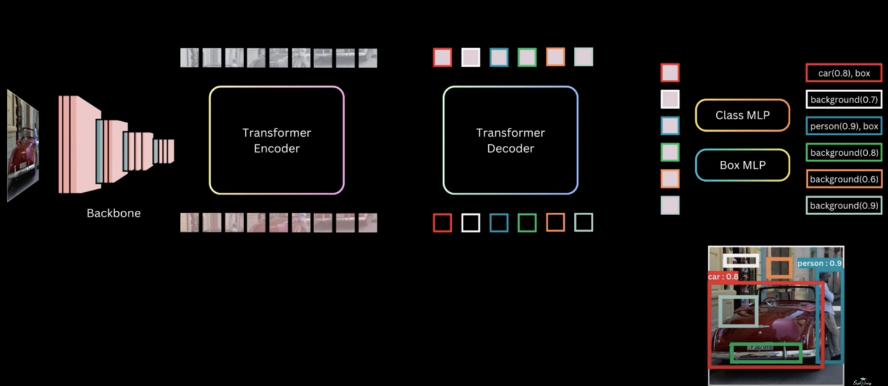 Transformer
Encoder
Transformer
Decoder
Backbone
Class MLP
Box MLP
car(0.8), box
background(0.7)
person(0.9), box
background(0.8)
background(0.6)
background(0.9)
person : 0.9
car : 0.6